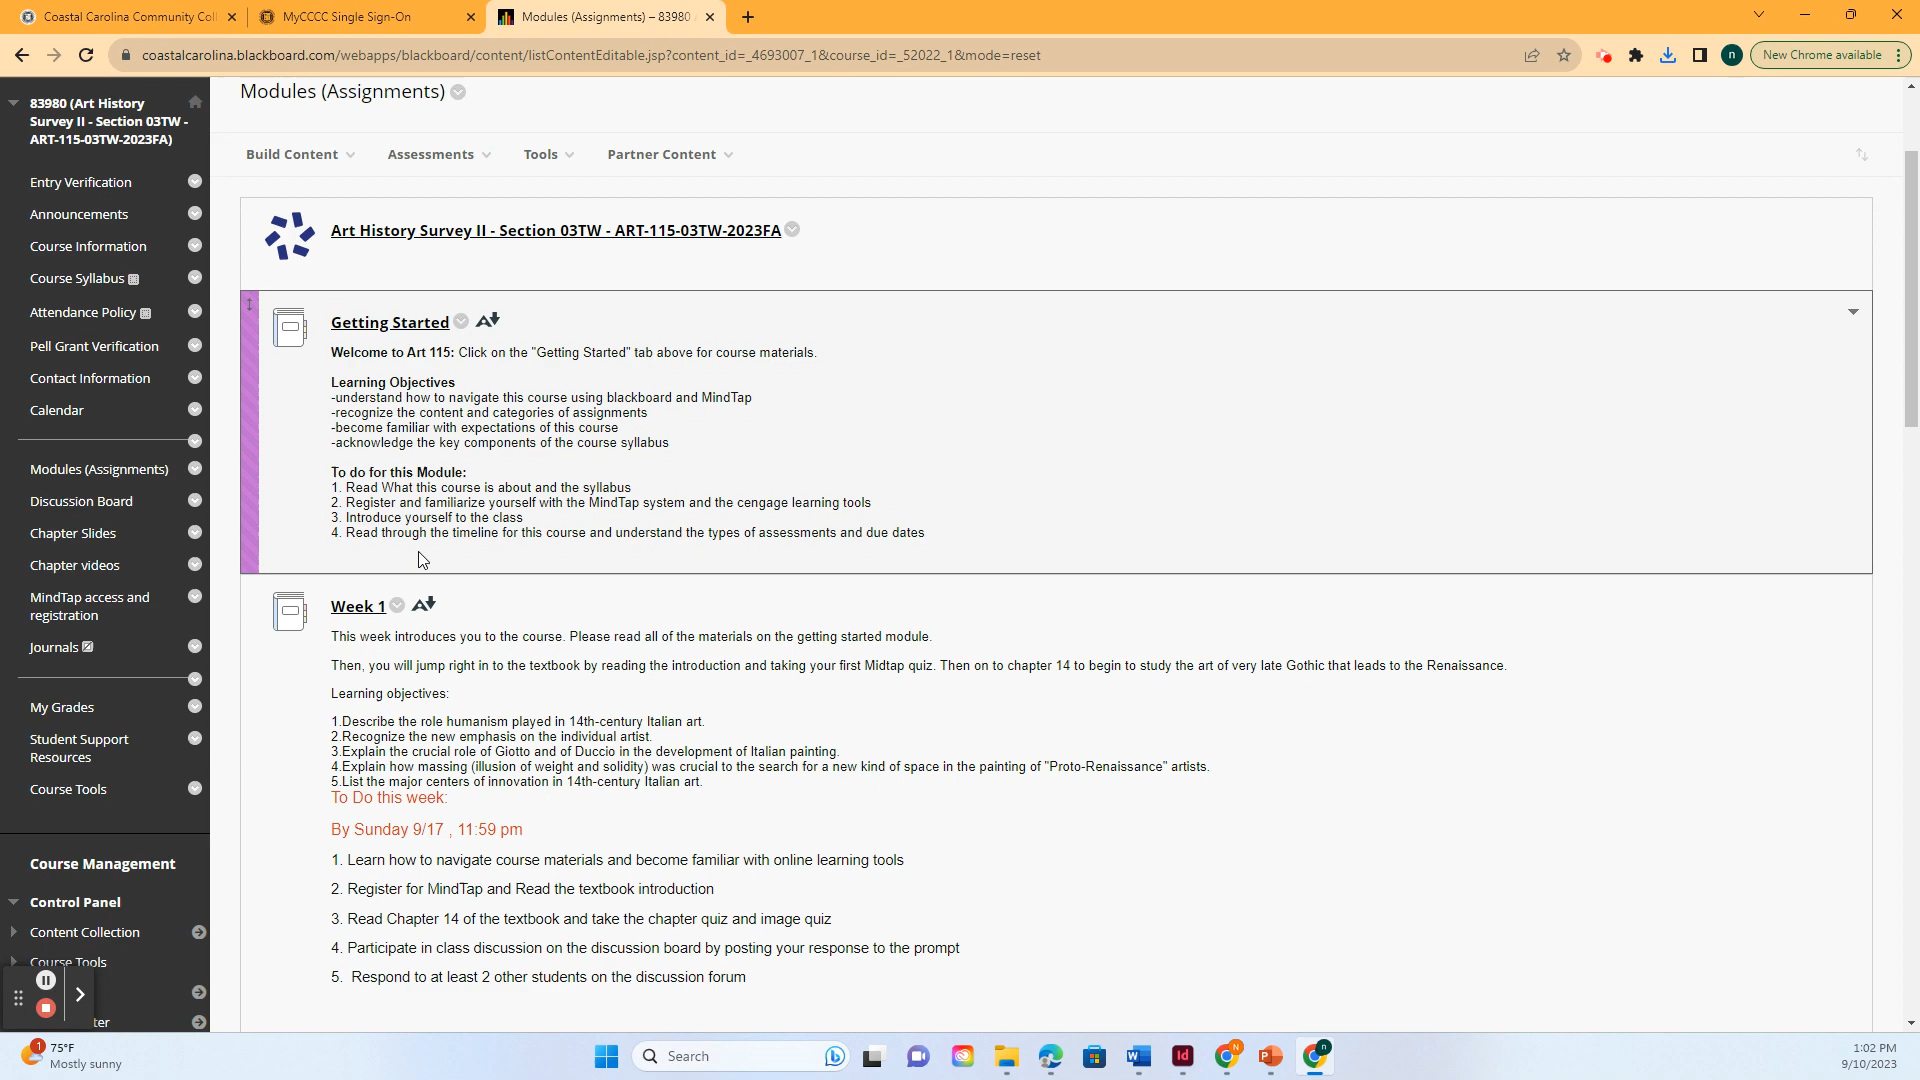 Coastal Carolina Community Coll
MyCCCC Single Sign-On
Modules (Assignments) – 83980
coastalcarolina.blackboard.com/webapps/blackboard/content/listContentEditable.jsp?content_id=_4693007_1&course_id=_52022_1&mode=reset
n
New Chrome available
83980 (Art History
Survey II - Section 03TW -
ART-115-03TW-2023FA)
Entry Verification
Announcements
Course Information
Course Syllabus
Attendance Policy
Pell Grant Verification
Contact Information
Calendar
Modules (Assignments)
Discussion Board
Chapter Slides
Chapter videos
MindTap access and
registration
Journals
My Grades
Student Support
Resources
Course Tools
Course Management
Control Panel
Content Collection
Course Tools
ter
Modules (Assignments)
Build Content
Assessments
Tools
Partner Content
Art History Survey II - Section 03TW - ART-115-03TW-2023FA
Getting Started
Welcome to Art 115: Click on the "Getting Started" tab above for course materials.
Learning Objectives
-understand how to navigate this course using blackboard and MindTap
-recognize the content and categories of assignments
-become familiar with expectations of this course
-acknowledge the key components of the course syllabus
To do for this Module:
1. Read What this course is about and the syllabus
2. Register and familiarize yourself with the MindTap system and the cengage learning tools
3. Introduce yourself to the class
4. Read through the timeline for this course and understand the types of assessments and due dates
Week 1
This week introduces you to the course. Please read all of the materials on the getting started module.
Then, you will jump right in to the textbook by reading the introduction and taking your first Midtap quiz. Then on to chapter 14 to begin to study the art of very late Gothic that leads to the Renaissance.
Learning objectives:
1.Describe the role humanism played in 14th-century Italian art.
2.Recognize the new emphasis on the individual artist.
3.Explain the crucial role of Giotto and of Duccio in the development of Italian painting.
4.Explain how massing (illusion of weight and solidity) was crucial to the search for a new kind of space in the painting of "Proto-Renaissance" artists.
5.List the major centers of innovation in 14th-century Italian art.
To Do this week:
By Sunday 9/17 , 11:59 pm
1. Learn how to navigate course materials and become familiar with online learning tools
2. Register for MindTap and Read the textbook introduction
3. Read Chapter 14 of the textbook and take the chapter quiz and image quiz
4. Participate in class discussion on the discussion board by posting your response to the prompt
5. Respond to at least 2 other students on the discussion forum
1
75°F
Mostly sunny
Search
1:02 PM
9/10/2023